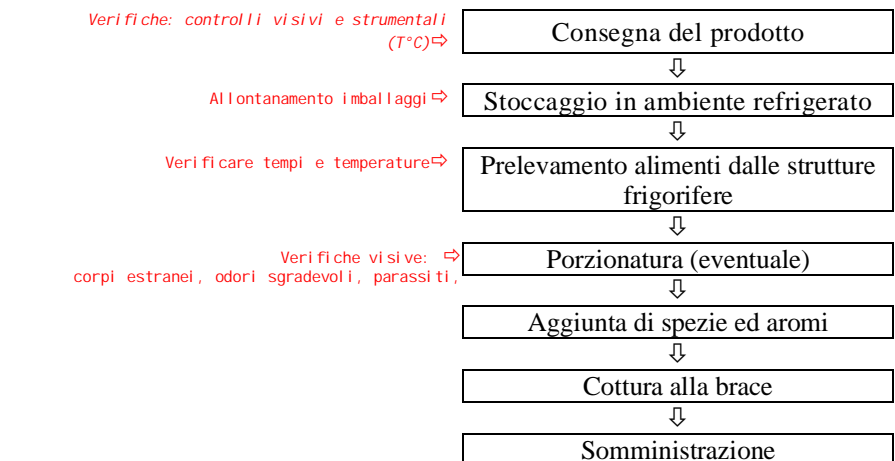 Verifiche: controlli visivi e strumentali
(T°C)⇨
Consegna del prodotto
⇩
Allontanamento imballaggi⇨
Stoccaggio in ambiente refrigerato
⇩
Verificare tempi e temperature⇨
Prelevamento alimenti dalle strutture
frigorifere
⇩
Verifiche visive: ⇨
corpi estranei, odori sgradevoli, parassiti,
Porzionatura (eventuale)
⇩
Aggiunta di spezie ed aromi
⇩
Cottura alla brace
⇩
Somministrazione